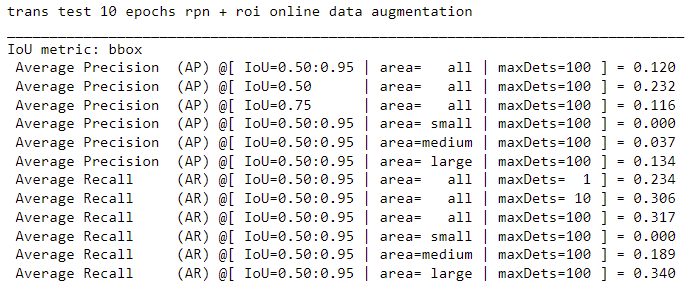 trans test 10 epochs rpn + roi online data augmentation
IoU metric: bbox
 Average Precision  (AP) @[ IoU=0.50:0.95 | area=   all | maxDets=100 ] = 0.120
 Average Precision  (AP) @[ IoU=0.50      | area=   all | maxDets=100 ] = 0.232
 Average Precision  (AP) @[ IoU=0.75      | area=   all | maxDets=100 ] = 0.116
 Average Precision  (AP) @[ IoU=0.50:0.95 | area= small | maxDets=100 ] = 0.000
 Average Precision  (AP) @[ IoU=0.50:0.95 | area=medium | maxDets=100 ] = 0.037
 Average Precision  (AP) @[ IoU=0.50:0.95 | area= large | maxDets=100 ] = 0.134
 Average Recall     (AR) @[ IoU=0.50:0.95 | area=   all | maxDets=  1 ] = 0.234
 Average Recall     (AR) @[ IoU=0.50:0.95 | area=   all | maxDets= 10 ] = 0.306
 Average Recall     (AR) @[ IoU=0.50:0.95 | area=   all | maxDets=100 ] = 0.317
 Average Recall     (AR) @[ IoU=0.50:0.95 | area= small | maxDets=100 ] = 0.000
 Average Recall     (AR) @[ IoU=0.50:0.95 | area=medium | maxDets=100 ] = 0.189
 Average Recall     (AR) @[ IoU=0.50:0.95 | area= large | maxDets=100 ] = 0.340